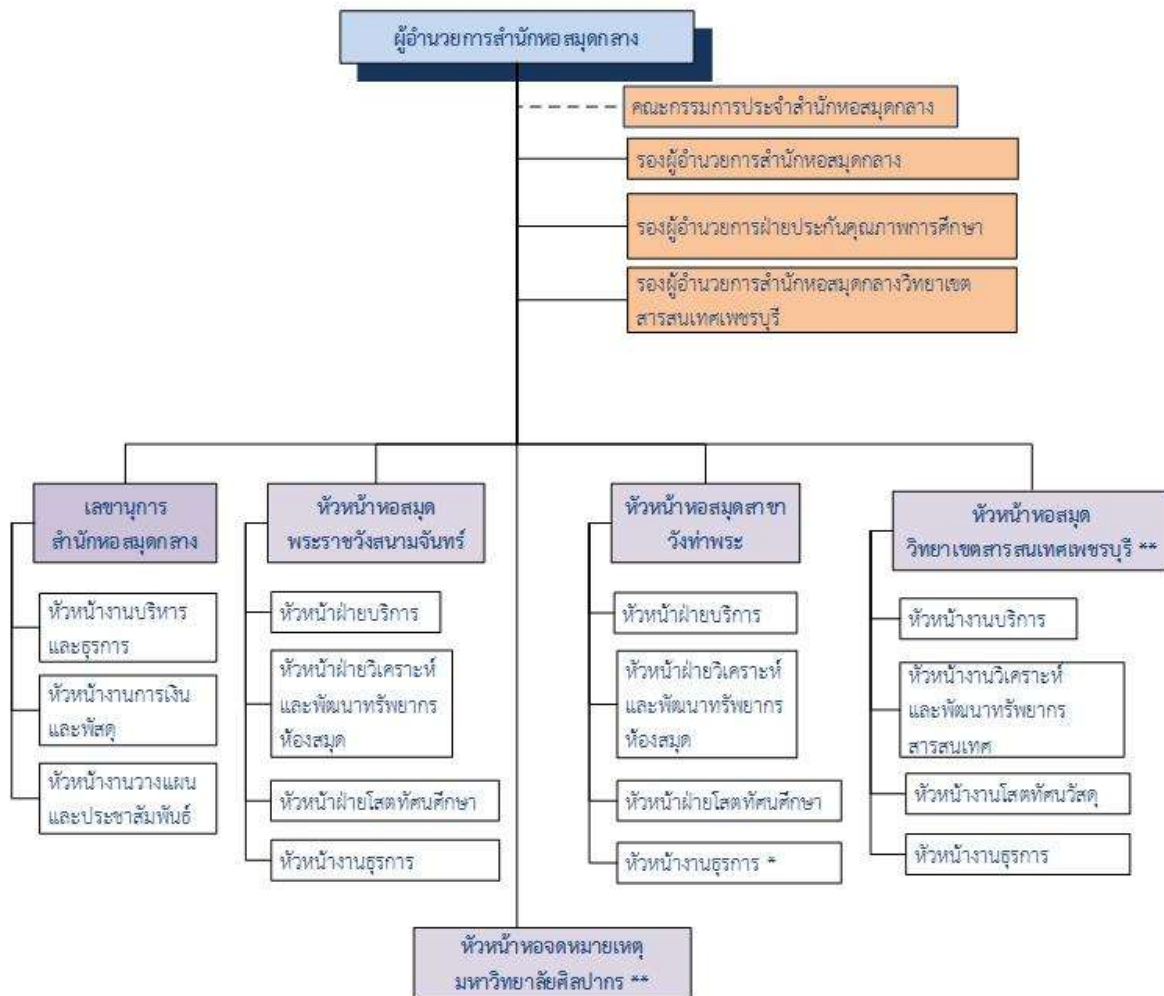 ผู้อำนวยการสำนักหอสมุดกลาง
คณะกรรมการประจำสำนักหอสมุดกลาง
รองผู้อำนวยการสำนักหอสมุดกลาง
รองผู้อำนวยการฝ่ายประกันคุณภาพการศึกษา
รองผู้อำนวยการสำนักหอสมุดกลางวิทยาเขต
สารสนเทศเพชรบุรี
เลขานุการ
สำนักหอสมุดกลาง
หัวหน้างานบริหาร
และธุรการ
หัวหน้างานการเงิน
และพัสดุ
หัวหน้างานวางแผน
และประชาสัมพันธ์
หัวหน้าหอสมุด
พระราชวังสนามจันทร์
หัวหน้าฝ่ายบริการ
หัวหน้าฝ่ายวิเคราะห์
และพัฒนาทรัพยากร
ห้องสมุด
หัวหน้าฝ่ายโสตทัศนศึกษา
หัวหน้างานธุรการ
หัวหน้าหอสมุดสาขา
วังท่าพระ
หัวหน้าฝ่ายบริการ
หัวหน้าฝ่ายวิเคราะห์
และพัฒนาทรัพยากร
ห้องสมุด
หัวหน้าฝ่ายโสตทัศนศึกษา
หัวหน้างานธุรการ *
หัวหน้าหอสมุด
วิทยาเขตสารสนเทศเพชรบุรี **
หัวหน้างานบริการ
หัวหน้างานวิเคราะห์
และพัฒนาทรัพยากร
สารสนเทศ
หัวหน้างานโสตทัศนวัสดุ
หัวหน้างานธุรการ
หัวหน้าหอจดหมายเหตุ
มหาวิทยาลัยศิลปากร **